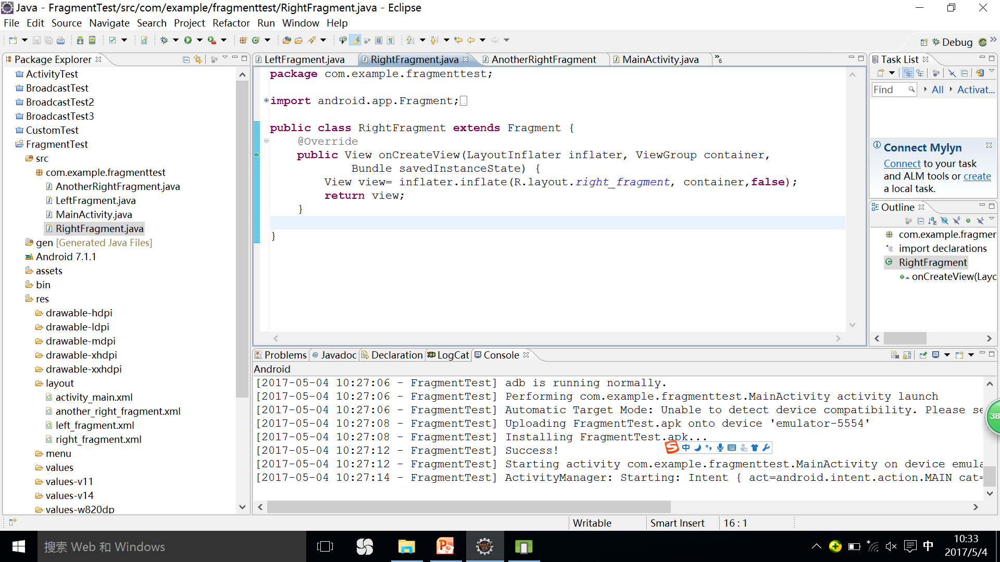 Java - FragmentTest/src/com/example/fragmenttest/RightFragment.java - Eclipse
File Edit Source Navigate Search Project Refactor Run Window Help
Debug
Package Explorer
ActivityTest
BroadcastTest
BroadcastTest2
BroadcastTest3
CustomTest
FragmentTest
src
com.example.fragmenttest
AnotherRightFragment.java
LeftFragment.java
MainActivity.java
RightFragment.java
gen [Generated Java Files]
Android 7.1.1
assets
bin
res
drawable-hdpi
drawable-ldpi
drawable-mdpi
drawable-xhdpi
drawable-xxhdpi
layout
activity_main.xml
another_right_fragment.xml
left_fragment.xml
right_fragment.xml
menu
values
values-v11
values-v14
values-w820dp
LeftFragment.java RightFragment.java AnotherRightFragment MainActivity.java »6
package com.example.fragmenttest;
import android.app.Fragment;
public class RightFragment extends Fragment {
@Override
public View onCreateView(LayoutInflater inflater, ViewGroup container,
Bundle savedInstanceState) {
View view= inflater.inflate(R.layout.right_fragment, container,false);
return view;
}
}
Task List
Find All Activat...
Connect Mylyn
Connect to your task
and ALM tools or create
a local task.
Outline
com.example.fragmer
import declarations
RightFragment
onCreateView(Layc
Problems Javadoc Declaration LogCat Console
Android
[2017-05-04 10:27:06 - FragmentTest] adb is running normally.
[2017-05-04 10:27:06 - FragmentTest] Performing com.example.fragmenttest.MainActivity activity launch
[2017-05-04 10:27:06 - FragmentTest] Automatic Target Mode: Unable to detect device compatibility. Please se
[2017-05-04 10:27:08 - FragmentTest] Uploading FragmentTest.apk onto device 'emulator-5554'
[2017-05-04 10:27:08 - FragmentTest] Installing FragmentTest.apk...
[2017-05-04 10:27:12 - FragmentTest] Success!
[2017-05-04 10:27:12 - FragmentTest] Starting activity com.example.fragmenttest.MainActivity on device emula
[2017-05-04 10:27:14 - FragmentTest] ActivityManager: Starting: Intent { act=android.intent.action.MAIN cat=
中
38
Writable Smart Insert 16 : 1
搜索 Web 和 Windows
中
10:33
2017/5/4